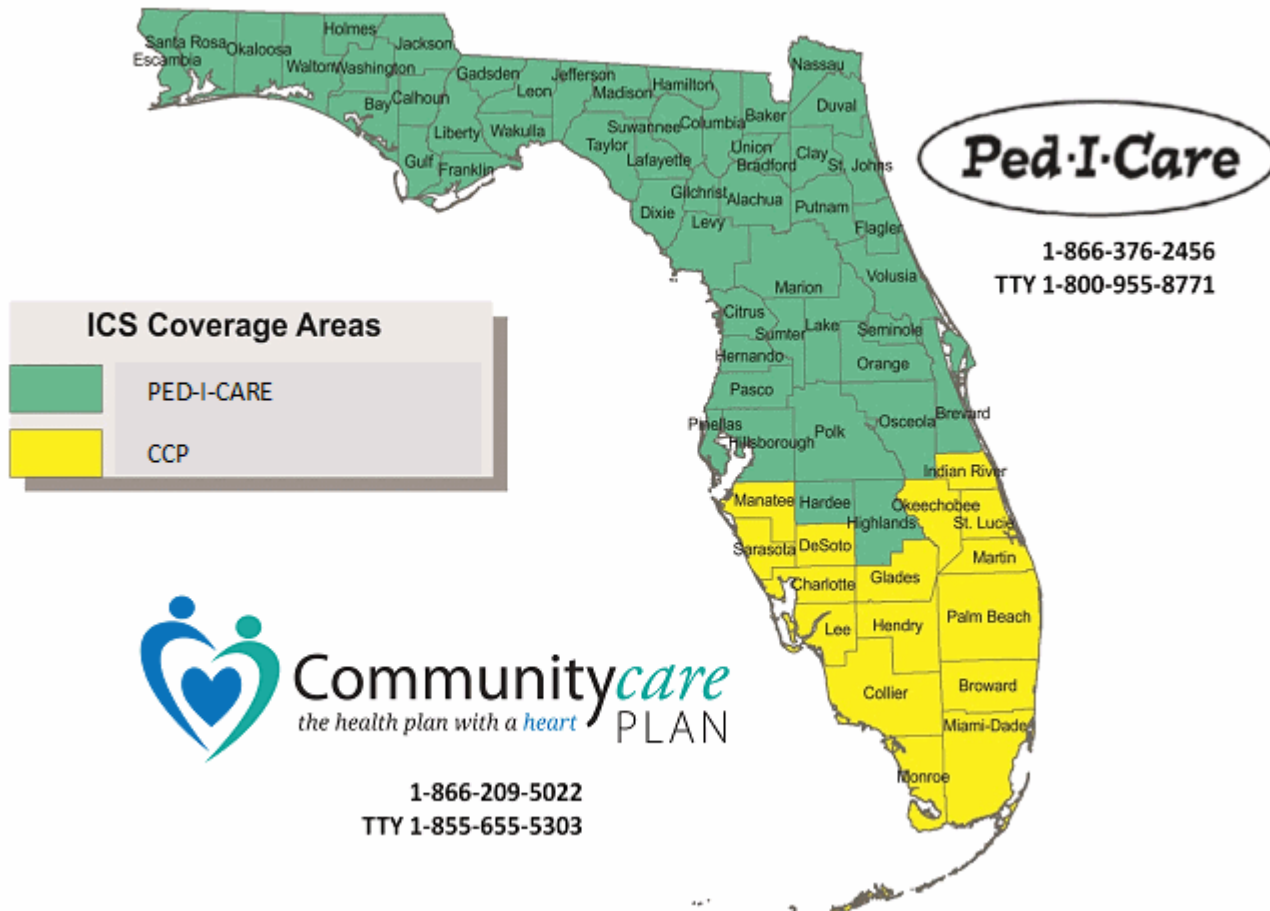 Holmes
Jackson
Santa Rosa
Okaloosa
Escambia
Walton
Washington
Bay
Calhoun
Gadsden
Leon
Jefferson
Madison
Hamilton
Liberty
Wakulla
Gulf
Franklin
Taylor
Suwannee
Columbia
Baker
Nassau
Duval
Lafayette
Union
Bradford
Clay
St. Johns
Dixie
Gilchrist
Alachua
Putnam
Levy
Flagler
Marion
Volusia
Citrus
Sumter
Lake
Seminole
Hernando
Orange
Pasco
Pinellas
Hillsborough
Polk
Osceola
Brevard
Indian River
Manatee
Hardee
Highlands
Okeechobee
St. Lucie
Sarasota
DeSoto
Martin
Charlotte
Glades
Lee
Hendry
Palm Beach
Collier
Broward
Miami-Dade
Monroe
Ped·I·Care
1-866-376-2456
TTY 1-800-955-8771
ICS Coverage Areas
PED-I-CARE
CCP
Communitycare
the health plan with a heart PLAN
1-866-209-5022
TTY 1-855-655-5303